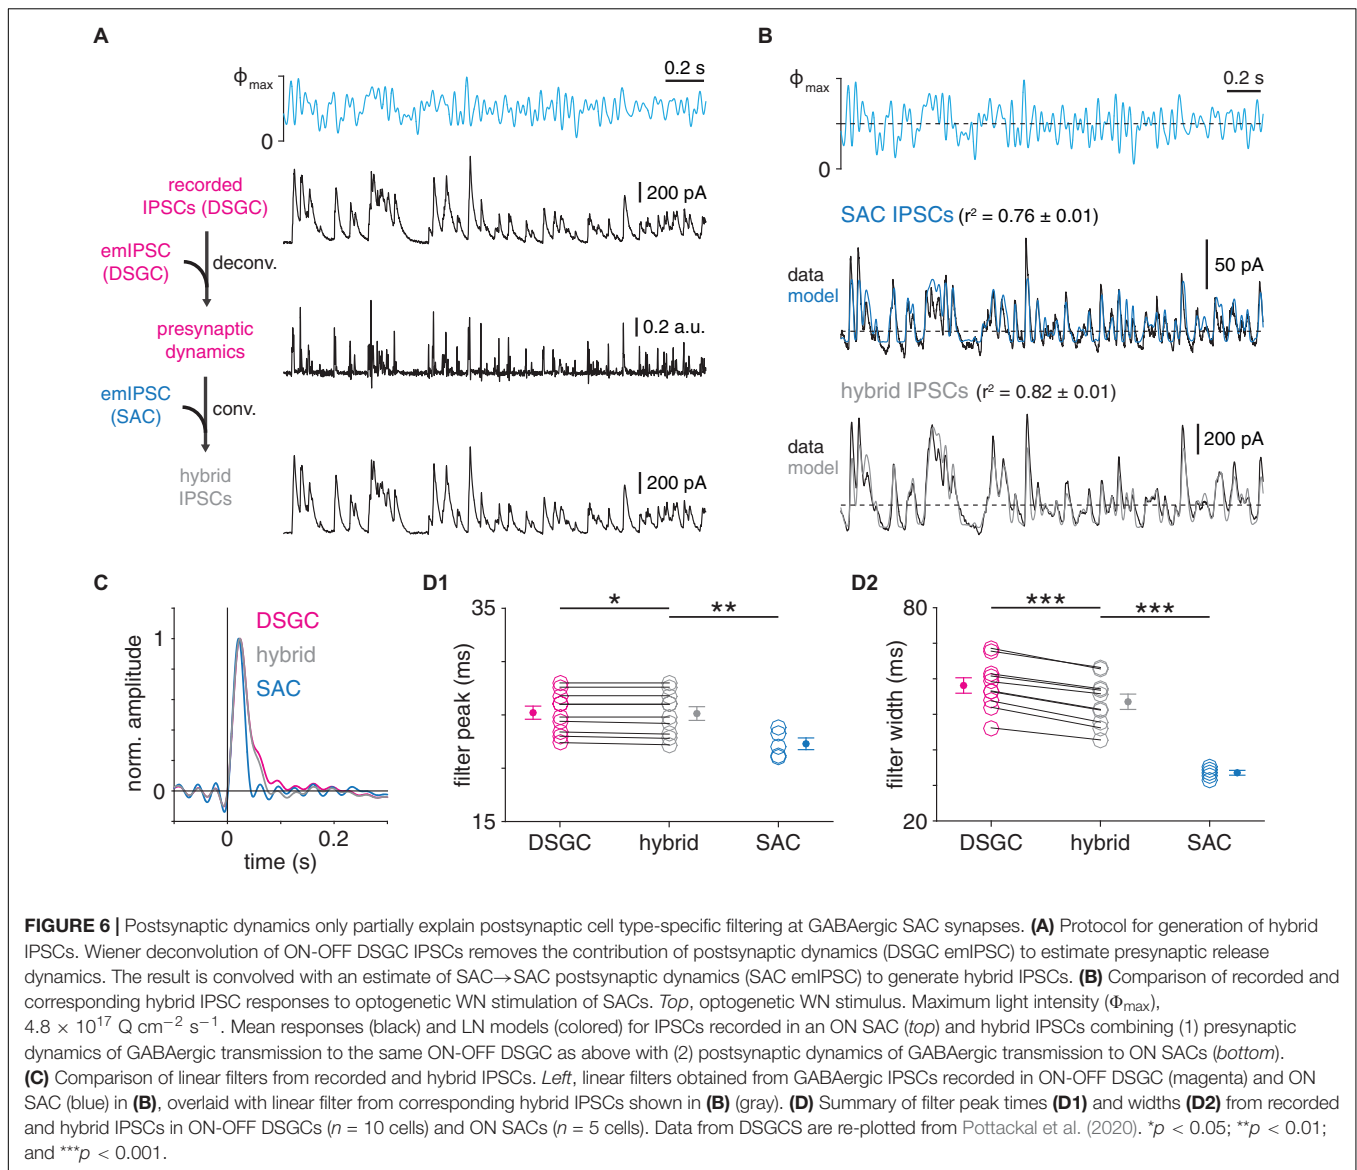 A
Φmax
0
0.2 s
recorded
IPSCs (DSGC)
200 pA
emIPSC
(DSGC)
deconv.
presynaptic
dynamics
0.2 a.u.
emIPSC
(SAC)
conv.
hybrid
IPSCs
200 pA
B
0.2 s
Φmax
0
SAC IPSCs (r² = 0.76 ± 0.01)
data
model
50 pA
hybrid IPSCs (r² = 0.82 ± 0.01)
data
model
200 pA
C
DSGC
hybrid
SAC
norm. amplitude
1
0
0
0.2
time (s)
D1
35
* **
filter peak (ms)
15
DSGC hybrid SAC
D2
80
*** ***
filter width (ms)
20
DSGC hybrid SAC
FIGURE 6 | Postsynaptic dynamics only partially explain postsynaptic cell type-specific filtering at GABAergic SAC synapses. (A) Protocol for generation of hybrid
IPSCs. Wiener deconvolution of ON-OFF DSGC IPSCs removes the contribution of postsynaptic dynamics (DSGC emIPSC) to estimate presynaptic release
dynamics. The result is convolved with an estimate of SAC→SAC postsynaptic dynamics (SAC emIPSC) to generate hybrid IPSCs. (B) Comparison of recorded and
corresponding hybrid IPSC responses to optogenetic WN stimulation of SACs. Top, optogenetic WN stimulus. Maximum light intensity (Φmax),
4.8 × 10¹⁷ Q cm⁻² s⁻¹. Mean responses (black) and LN models (colored) for IPSCs recorded in an ON SAC (top) and hybrid IPSCs combining (1) presynaptic
dynamics of GABAergic transmission to the same ON-OFF DSGC as above with (2) postsynaptic dynamics of GABAergic transmission to ON SACs (bottom).
(C) Comparison of linear filters from recorded and hybrid IPSCs. Left, linear filters obtained from GABAergic IPSCs recorded in ON-OFF DSGC (magenta) and ON
SAC (blue) in (B), overlaid with linear filter from corresponding hybrid IPSCs shown in (B) (gray). (D) Summary of filter peak times (D1) and widths (D2) from recorded
and hybrid IPSCs in ON-OFF DSGCs (n = 10 cells) and ON SACs (n = 5 cells). Data from DSGCS are re-plotted from Pottackal et al. (2020). *p < 0.05; **p < 0.01;
and ***p < 0.001.